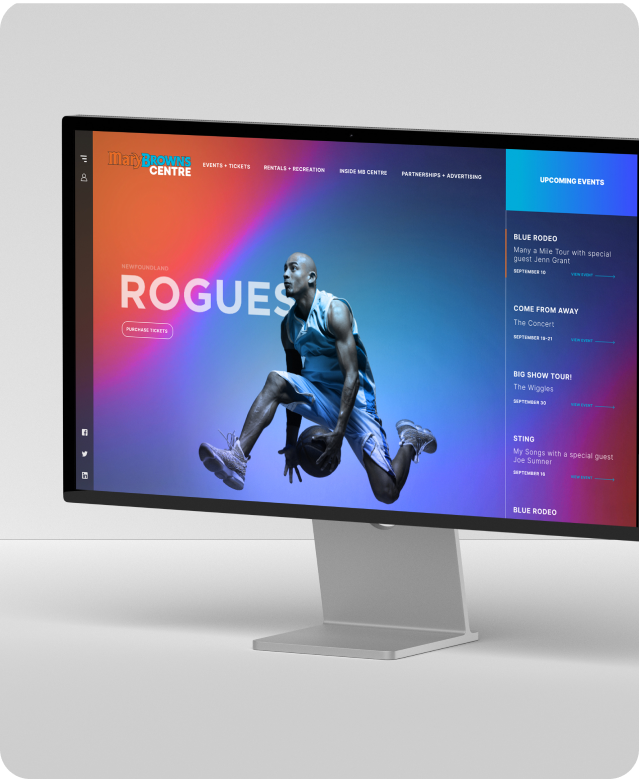 Mary BROWN'S
CENTRE
EVENTS + TICKETS
RENTALS + RECREATION
INSIDE MB CENTRE
PARTNERSHIPS + ADVERTISING
NEWFOUNDLAND
ROGUES
PURCHASE TICKETS
UPCOMING EVENTS
BLUE RODEO
Many a Mile Tour with special
guest Jenn Grant
SEPTEMBER 10
VIEW EVENT
COME FROM AWAY
The Concert
SEPTEMBER 19-21
VIEW EVENT
BIG SHOW TOUR!
The Wiggles
SEPTEMBER 30
VIEW EVENT
STING
My Songs with a special guest
Joe Sumner
SEPTEMBER 16
VIEW EVENT
BLUE RODEO